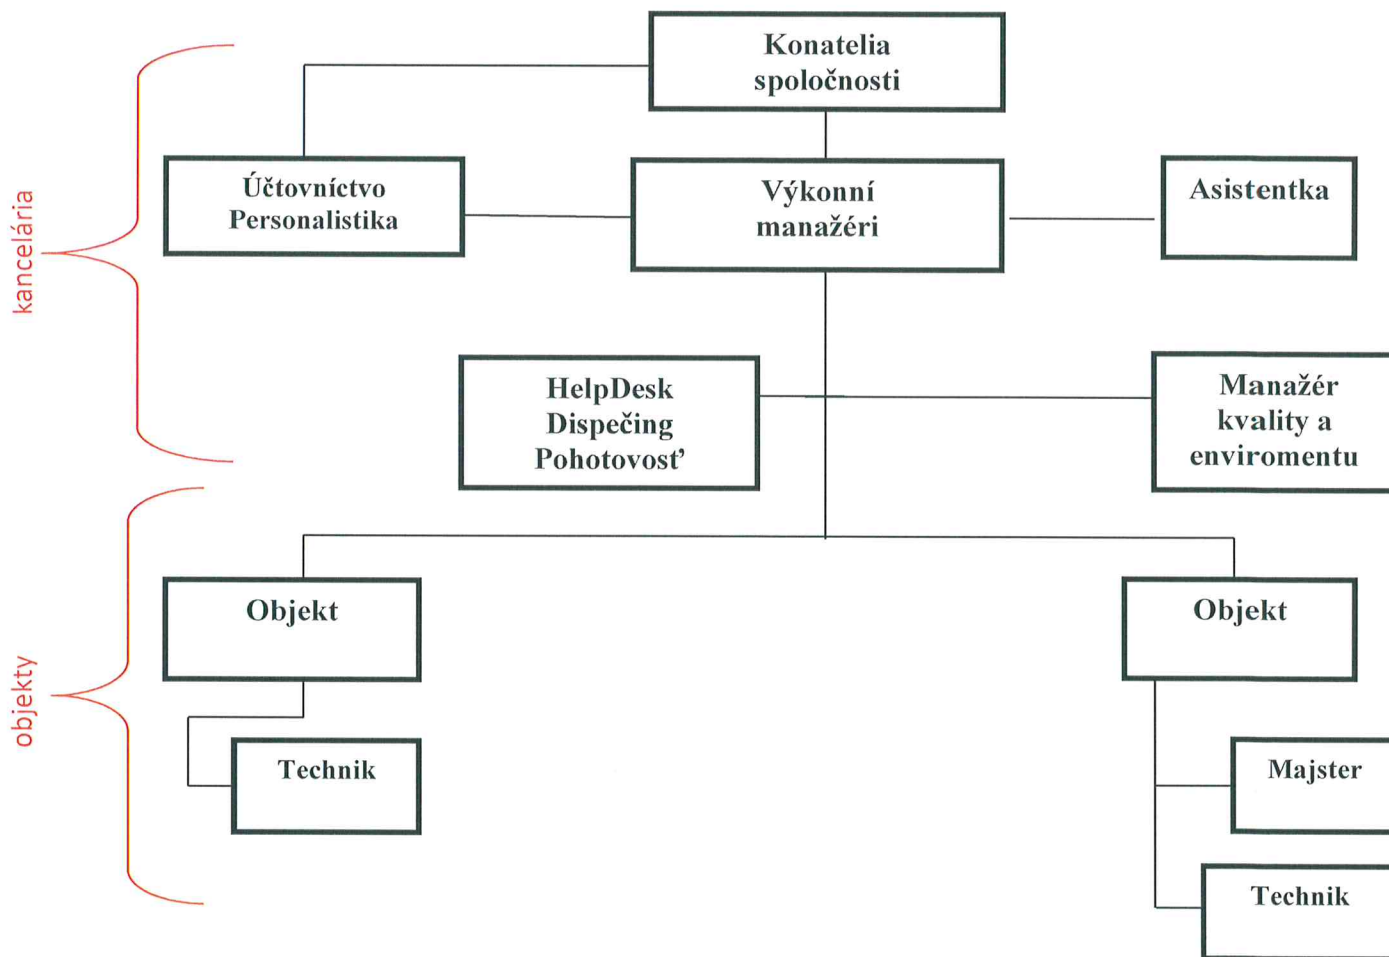 Konatelia
spoločnosti
kancelária
Účtovníctvo
Personalistika
Výkonní
manažéri
Asistentka
HelpDesk
Dispečing
Pohotovosť
Manažér
kvality a
enviromentu
objekty
Objekt
Objekt
Technik
Majster
Technik